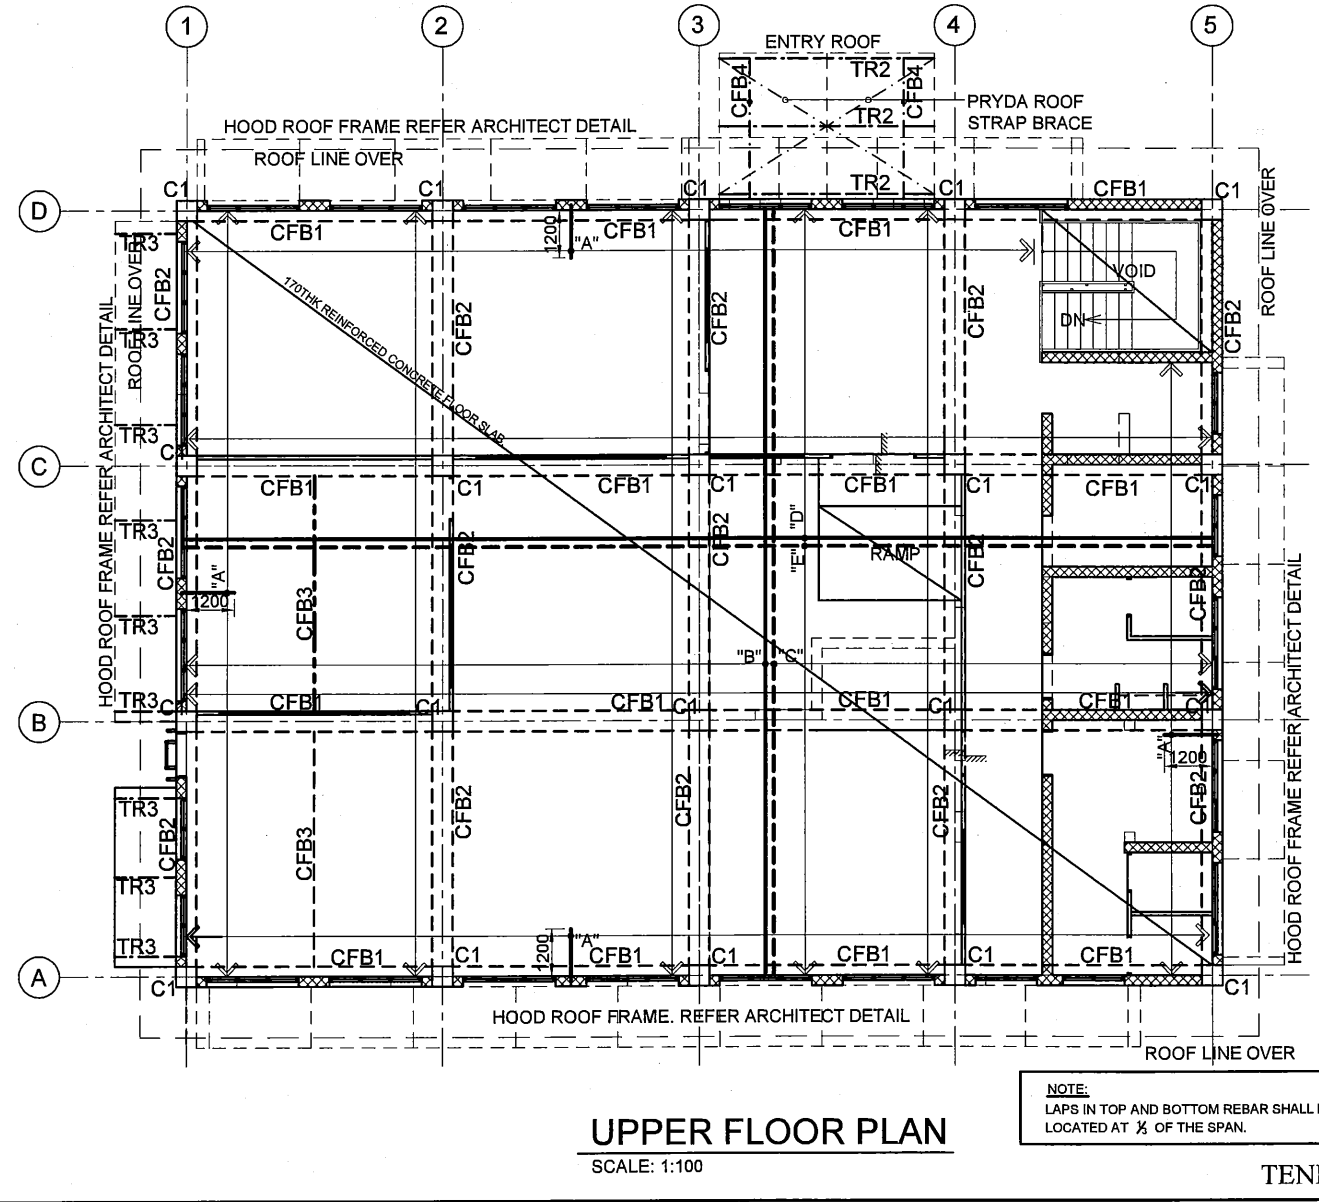 1
2
3
4
5
ENTRY ROOF
TR2
CFB4
CFB4
PRYDA ROOF
STRAP BRACE
TR2
HOOD ROOF FRAME REFER ARCHITECT DETAIL
ROOF LINE OVER
TR2
C1
C1
C1
C1
CFB1
C1
D
CFB1
1200
"A"
CFB1
CFB1
ROOF LINE OVER
TR3
ROOF LINE OVER
CFB2
VOID
170THK REINFORCED CONCRETE FLOOR SLAB
CFB2
CFB2
CFB2
DN
CFB2
TR3
HOOD ROOF FRAME REFER ARCHITECT DETAIL
TR3
C
C
CFB1
C1
CFB1
C1
CFB1
C1
CFB1
C1
TR3
CFB2
CFB2
CFB2
"D"
"E"
RAMP
CFB2
CFB2
"A"
1200
CFB3
TR3
"B"
"C"
HOOD ROOF FRAME REFER ARCHITECT DETAIL
TR3
C
CFB1
CFB1
C1
CFB1
C1
CFB1
C1
B
"A"
1200
TR3
CFB2
CFB3
CFB2
CFB2
CFB2
CFB2
TR3
TR3
1200
"A"
CFB1
C1
CFB1
C1
CFB1
C1
CFB1
A
C1
C1
HOOD ROOF FRAME. REFER ARCHITECT DETAIL
ROOF LINE OVER
NOTE:
LAPS IN TOP AND BOTTOM REBAR SHALL
LOCATED AT ⅓ OF THE SPAN.
UPPER FLOOR PLAN
SCALE: 1:100
TEN